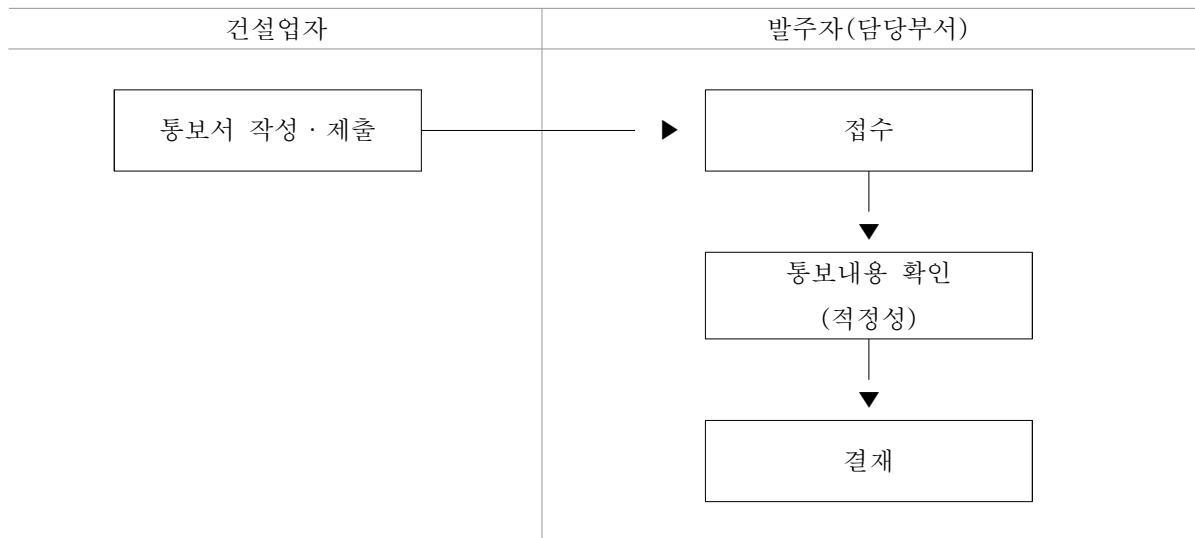 건설업자
발주자(담당부서)
통보서 작성·제출
접수
통보내용 확인
(적정성)
결재